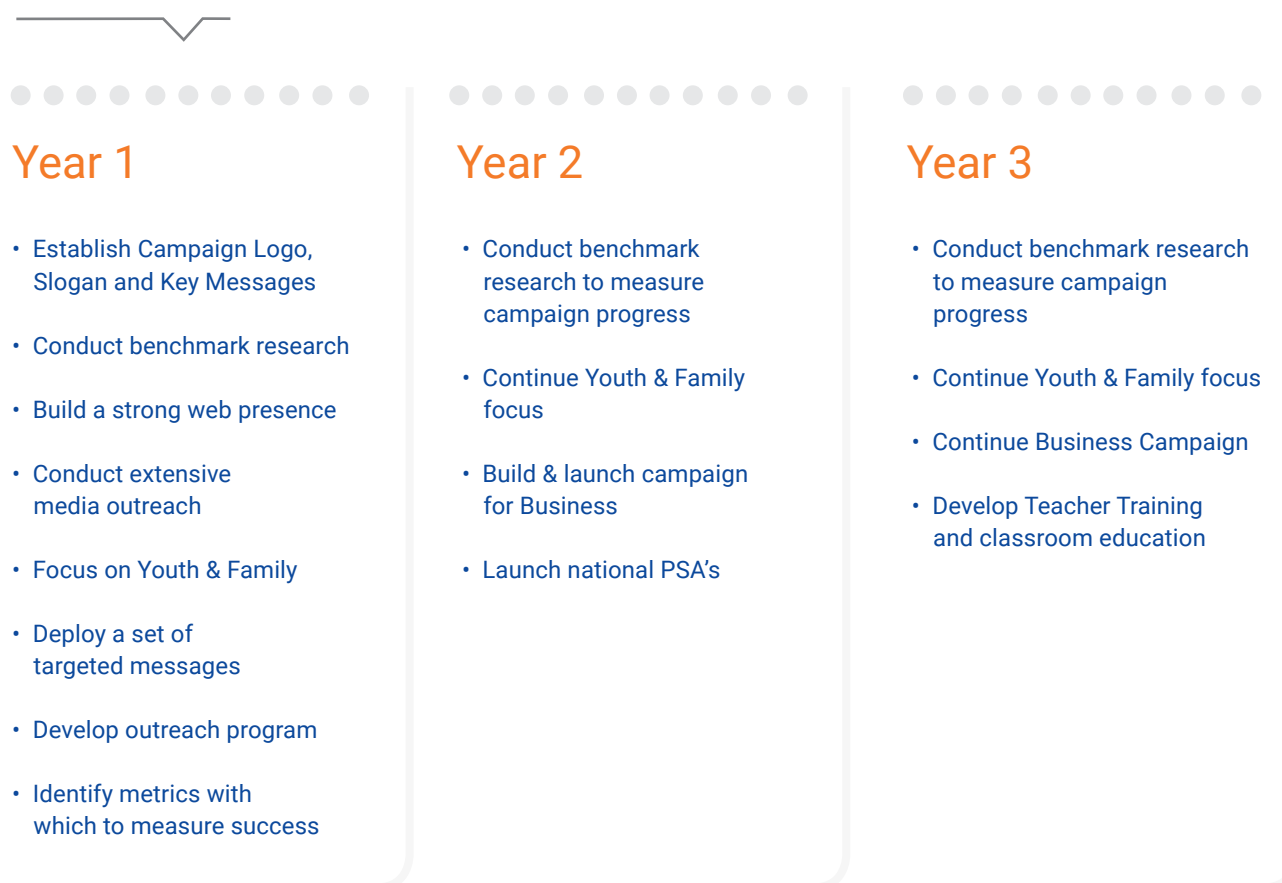 Year 1
• Establish Campaign Logo,
Slogan and Key Messages
• Conduct benchmark research
• Build a strong web presence
• Conduct extensive
media outreach
• Focus on Youth & Family
• Deploy a set of
targeted messages
• Develop outreach program
• Identify metrics with
which to measure success
Year 2
• Conduct benchmark
research to measure
campaign progress
• Continue Youth & Family
focus
• Build & launch campaign
for Business
• Launch national PSA’s
Year 3
• Conduct benchmark research
to measure campaign
progress
• Continue Youth & Family focus
• Continue Business Campaign
• Develop Teacher Training
and classroom education